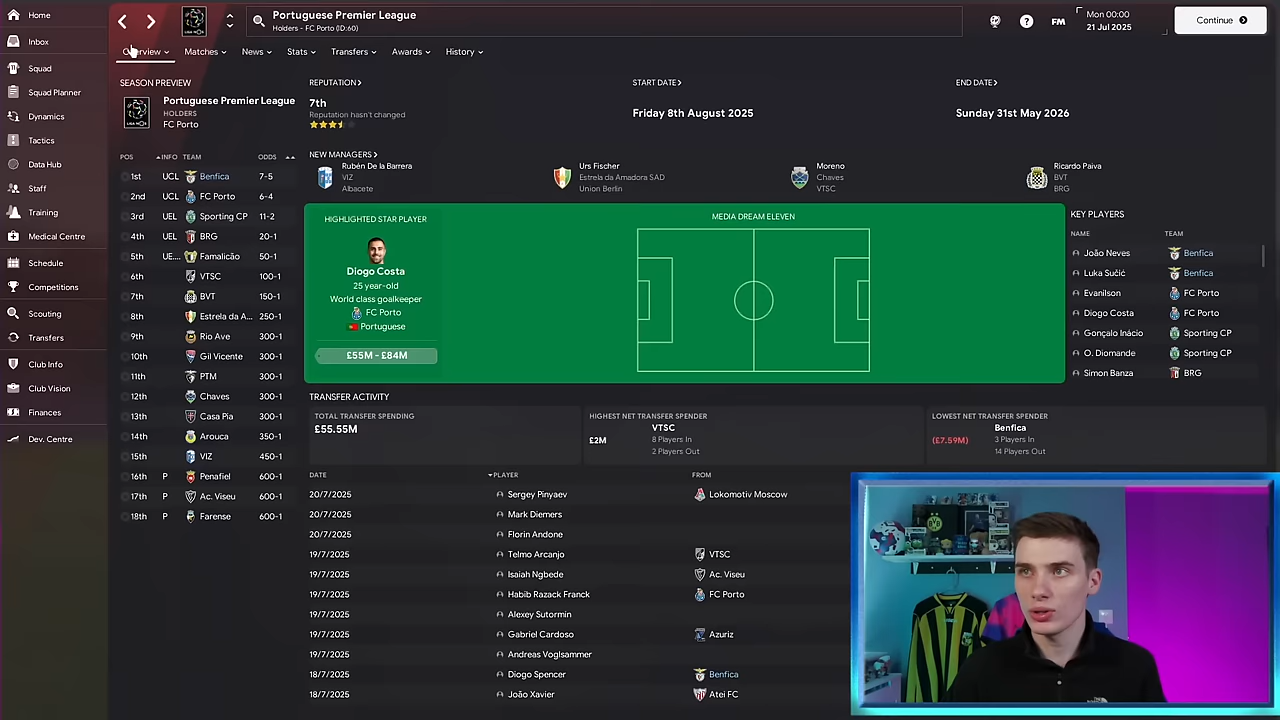 Home
Inbox
Squad
Squad Planner
Dynamics
Tactics
Data Hub
Staff
Training
Medical Centre
Schedule
Competitions
Scouting
Transfers
Club Info
Club Vision
Finances
Dev. Centre
Portuguese Premier League
Holders - FC Porto (ID:60)
FM
Mon 00:00
21 Jul 2025
Continue
Overview
Matches
News
Stats
Transfers
Awards
History
SEASON PREVIEW
Portuguese Premier League
HOLDERS
FC Porto
REPUTATION
7th
Reputation hasn't changed
START DATE
Friday 8th August 2025
END DATE
Sunday 31st May 2026
POS INFO TEAM ODDS
1st UCL Benfica 7-5
2nd UCL FC Porto 6-4
3rd UEL Sporting CP 11-2
4th UEL BRG 20-1
5th UE... Famalicão 50-1
6th VTSC 100-1
7th BVT 150-1
8th Estrela da A... 250-1
9th Rio Ave 300-1
10th Gil Vicente 300-1
11th PTM 300-1
12th Chaves 300-1
13th Casa Pia 300-1
14th Arouca 350-1
15th VIZ 450-1
16th P Penafiel 600-1
17th P Ac. Viseu 600-1
18th P Farense 600-1
NEW MANAGERS
Rubén De la Barrera
VIZ
Albacete
Urs Fischer
Estrela da Amadora SAD
Union Berlin
Moreno
Chaves
VTSC
Ricardo Paiva
BVT
BRG
HIGHLIGHTED STAR PLAYER
Diogo Costa
25 year-old
World class goalkeeper
FC Porto
Portuguese
£55M - £84M
MEDIA DREAM ELEVEN
KEY PLAYERS
NAME TEAM
João Neves Benfica
Luka Sučić Benfica
Evanilson FC Porto
Diogo Costa FC Porto
Gonçalo Inácio Sporting CP
O. Diomande Sporting CP
Simon Banza BRG
TRANSFER ACTIVITY
TOTAL TRANSFER SPENDING
£55.55M
HIGHEST NET TRANSFER SPENDER
£2M
VTSC
8 Players In
2 Players Out
LOWEST NET TRANSFER SPENDER
(£7.59M)
Benfica
3 Players In
14 Players Out
DATE PLAYER FROM
20/7/2025 Sergey Pinyaev Lokomotiv Moscow
20/7/2025 Mark Diemers
20/7/2025 Florin Andone
19/7/2025 Telmo Arcanjo VTSC
19/7/2025 Isaiah Ngbede Ac. Viseu
19/7/2025 Habib Razack Franck FC Porto
19/7/2025 Alexey Sutormin
19/7/2025 Gabriel Cardoso Azuriz
19/7/2025 Andreas Voglsammer
18/7/2025 Diogo Spencer Benfica
18/7/2025 João Xavier Atei FC